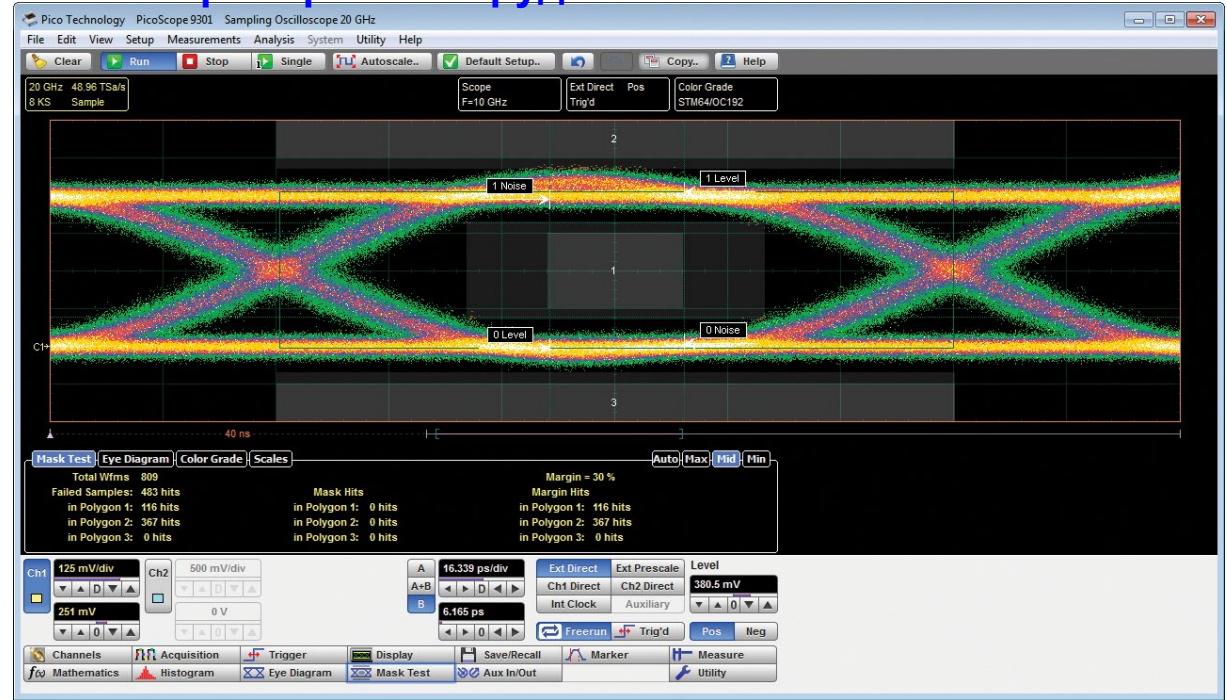 Pico Technology PicoScope 9301 Sampling Oscilloscope 20 GHz
File Edit View Setup Measurements Analysis System Utility Help
Clear Run Stop Single Autoscale.. Default Setup.. Copy.. Help
20 GHz 48.96 TSa/s Scope Ext Direct Pos Color Grade
8 KS Sample F=10 GHz Trig'd STM64/OC192
2
1 Noise 1 Level
1
0 Level 0 Noise
C1
3
40 ns
Mask Test Eye Diagram Color Grade Scales Auto Max Mid Min
Total Wfms 809 Margin = 30 %
Failed Samples: 483 hits Mask Hits Margin Hits
in Polygon 1: 116 hits in Polygon 1: 0 hits in Polygon 1: 116 hits
in Polygon 2: 367 hits in Polygon 2: 0 hits in Polygon 2: 367 hits
in Polygon 3: 0 hits in Polygon 3: 0 hits in Polygon 3: 0 hits
Ch1 125 mV/div Ch2 500 mV/div A 16.339 ps/div Ext Direct Ext Prescale Level
D D A+B D Ch1 Direct Ch2 Direct 380.5 mV
251 mV 0 V B 6.165 ps Int Clock Auxiliary 0
0 0 0 Freerun Trig'd Pos Neg
Channels Acquisition Trigger Display Save/Recall Marker Measure
f(x) Mathematics Histogram Eye Diagram Mask Test Aux In/Out Utility